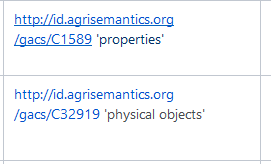 http://id.agrisemantics.org
/gacs/C1589 'properties'
http://id.agrisemantics.org
/gacs/C32919 'physical objects'